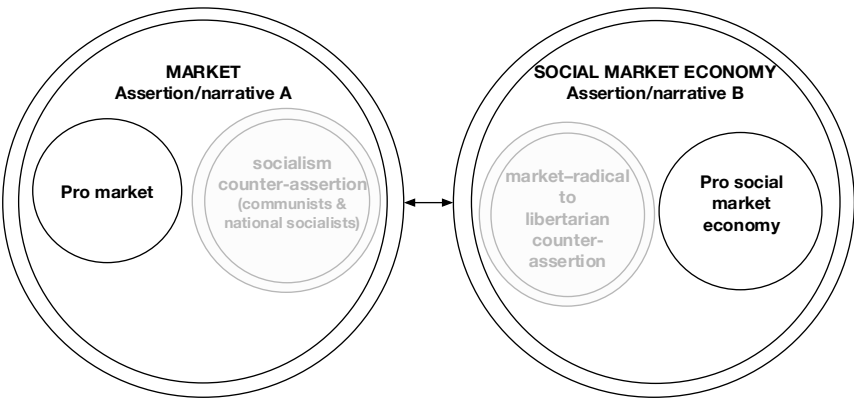 MARKET
Assertion/narrative A
Pro market
socialism
counter-assertion
(communists &
national socialists)
SOCIAL MARKET ECONOMY
Assertion/narrative B
market–radical
to
libertarian
counter-
assertion
Pro social
market
economy